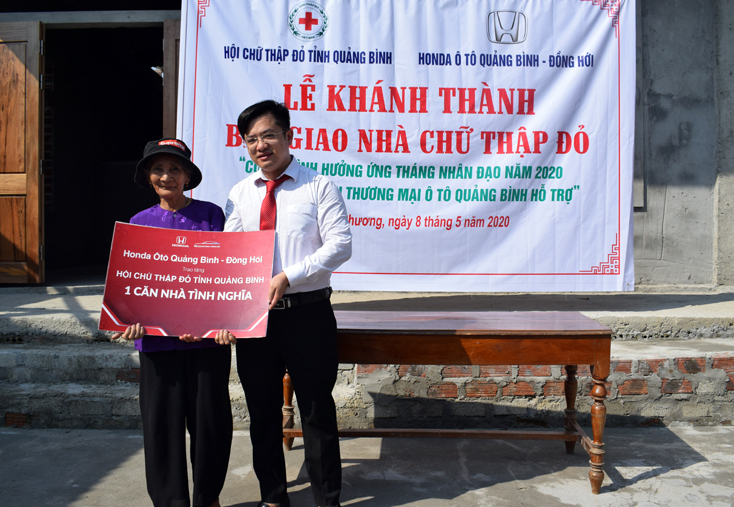 HỘI CHỮ THẬP ĐỎ TỈNH QUẢNG BÌNH
HONDA Ô TÔ QUẢNG BÌNH - ĐỒNG HỚI
LỄ KHÁNH THÀNH
GIAO NHÀ CHỮ THẬP ĐỎ
HƯỞNG ỨNG THÁNG NHÂN ĐẠO NĂM 2020
THƯƠNG MẠI Ô TÔ QUẢNG BÌNH HỖ TRỢ"
ngày 8 tháng 5 năm 2020
HONDA
Honda Ôtô Quảng Bình - Đồng Hới
Trao tặng
HỘI CHỮ THẬP ĐỎ TỈNH QUẢNG BÌNH
1 CĂN NHÀ TÌNH NGHĨA